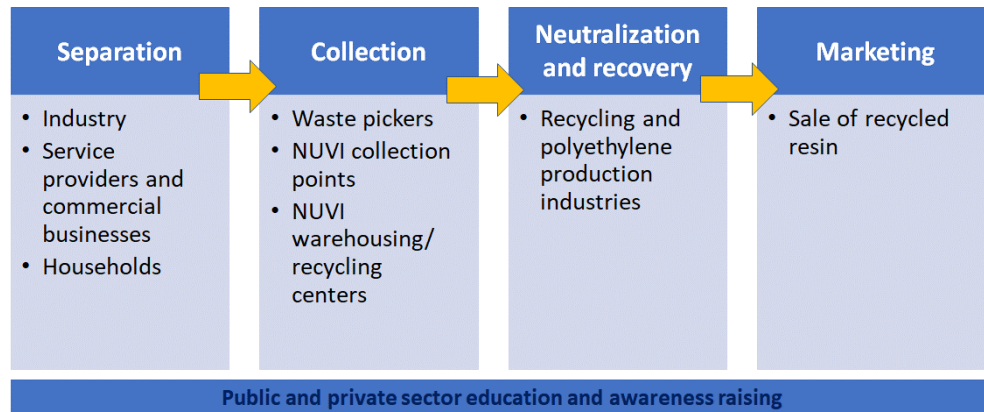 Separation
• Industry
• Service
providers and
commercial
businesses
• Households
Collection
• Waste pickers
• NUVI collection
points
• NUVI
warehousing/
recycling
centers
Neutralization
and recovery
• Recycling and
polyethylene
production
industries
Marketing
• Sale of recycled
resin
Public and private sector education and awareness raising